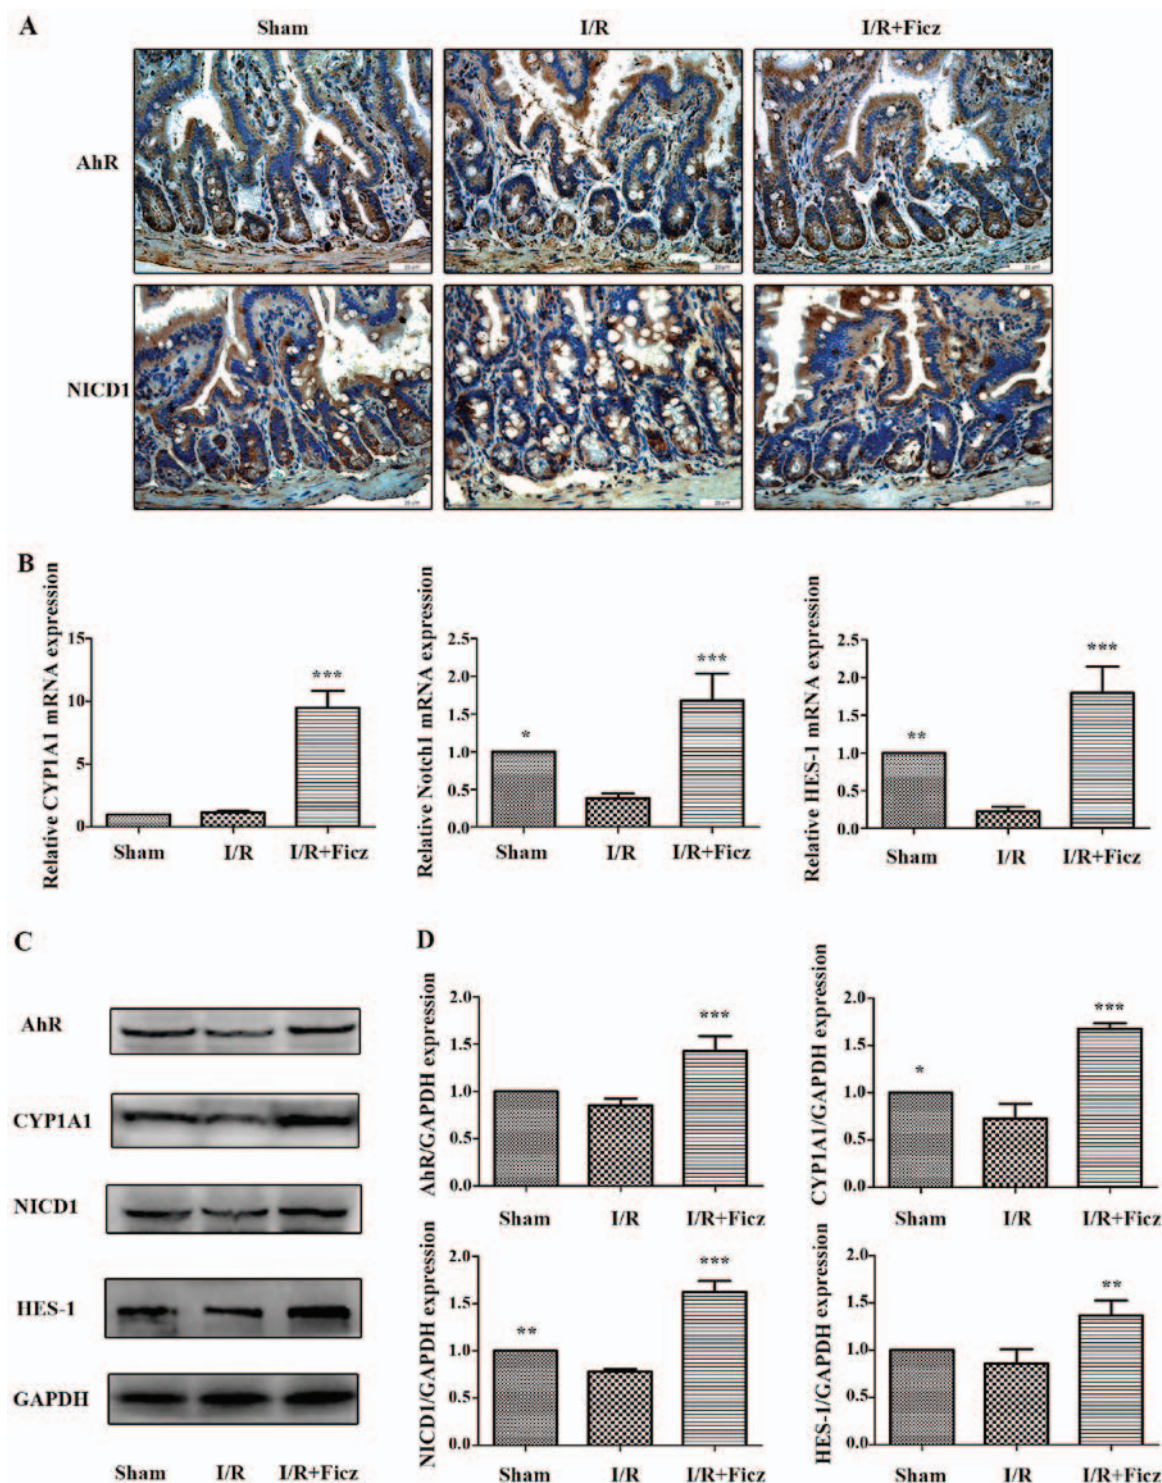 A
Sham
I/R
I/R+Ficz
AhR
NICD1
B
Relative CYP1A1 mRNA expression
15
10
5
0
Sham
I/R
I/R+Ficz
***
Relative Notch1 mRNA expression
2.5
2.0
1.5
1.0
0.5
0.0
Sham
I/R
I/R+Ficz
*
***
Relative HES-1 mRNA expression
2.5
2.0
1.5
1.0
0.5
0.0
Sham
I/R
I/R+Ficz
**
***
C
AhR
CYP1A1
NICD1
HES-1
GAPDH
Sham
I/R
I/R+Ficz
D
AhR/GAPDH expression
2.0
1.5
1.0
0.5
0.0
Sham
I/R
I/R+Ficz
***
CYP1A1/GAPDH expression
2.0
1.5
1.0
0.5
0.0
Sham
I/R
I/R+Ficz
*
***
NICD1/GAPDH expression
2.0
1.5
1.0
0.5
0.0
Sham
I/R
I/R+Ficz
**
***
HES-1/GAPDH expression
2.0
1.5
1.0
0.5
0.0
Sham
I/R
I/R+Ficz
**